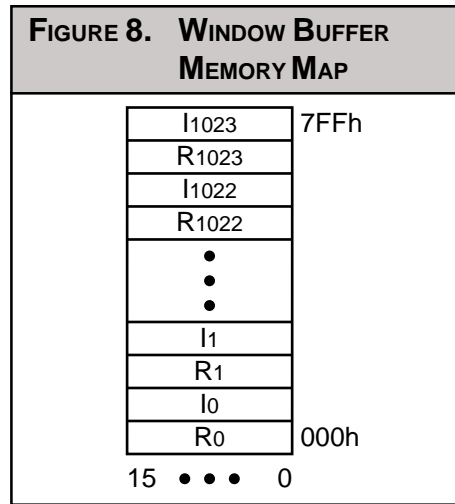 FIGURE 8. WINDOW BUFFER
MEMORY MAP
I1023 7FFh
R1023
I1022
R1022
•
•
•
I1
R1
I0
R0 000h
15 • • • 0